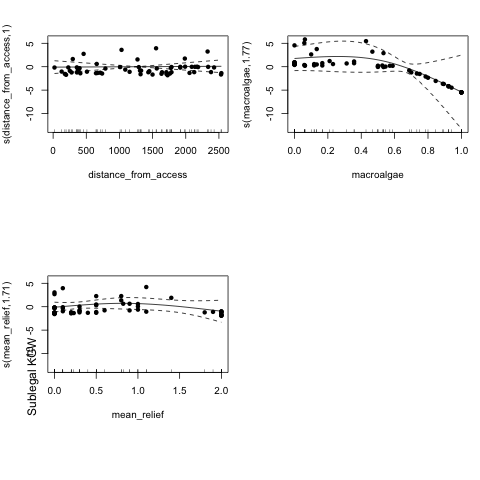 s(distance_from_access,1)
5
0
-5
-10
0 500 1000 1500 2000 2500
distance_from_access
s(macroalgae,1.77)
5
0
-5
-10
0.0 0.2 0.4 0.6 0.8 1.0
macroalgae
s(mean_relief,1.71)
Sublegal KGW
5
0
-5
0.0 0.5 1.0 1.5 2.0
mean_relief